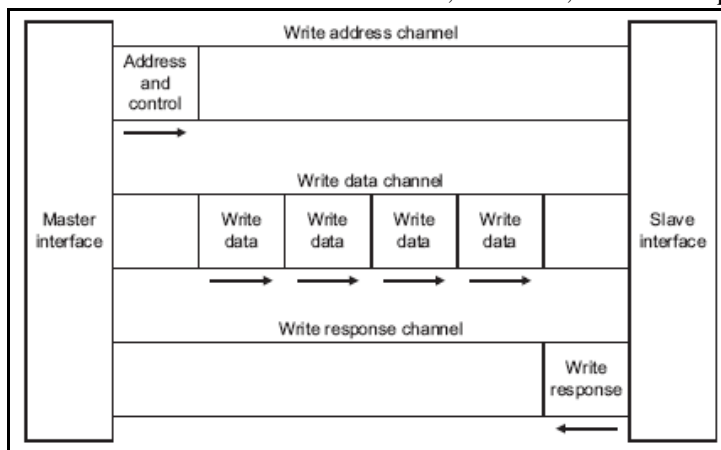 Write address channel
Address
and
control
Write data channel
Master
interface
Write
data
Write
data
Write
data
Write
data
Slave
interface
Write response channel
Write
response